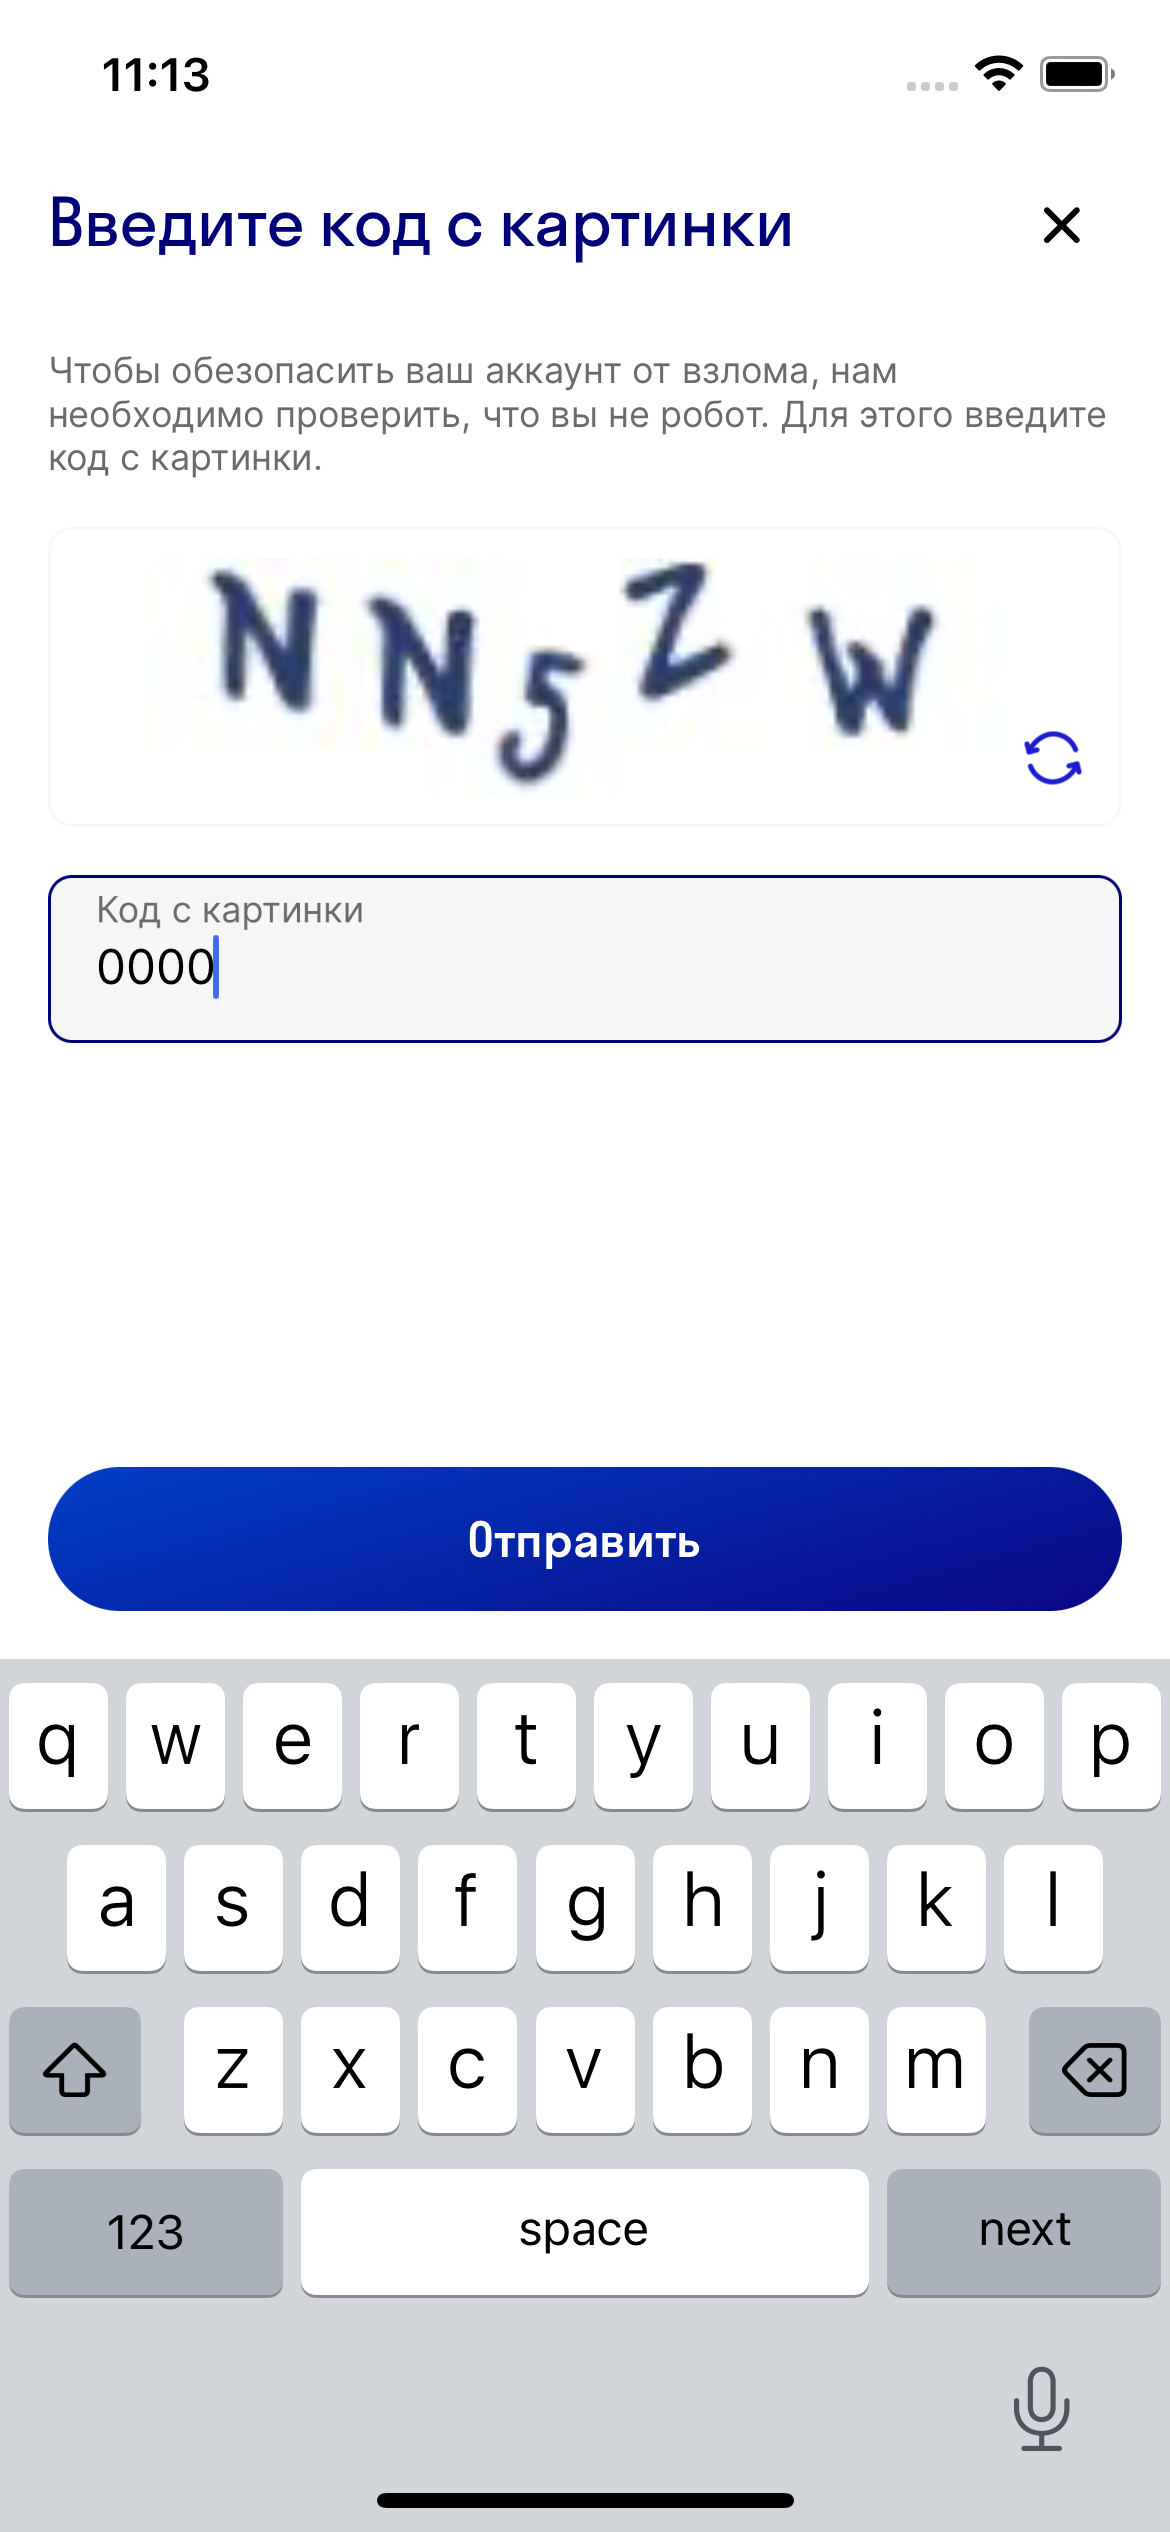 11:13
Введите код с картинки
Чтобы обезопасить ваш аккаунт от взлома, нам
необходимо проверить, что вы не робот. Для этого введите
код с картинки.
NN5ZW
Код с картинки
0000
Отправить
q w e r t y u i o p
a s d f g h j k l
z x c v b n m
123 space next